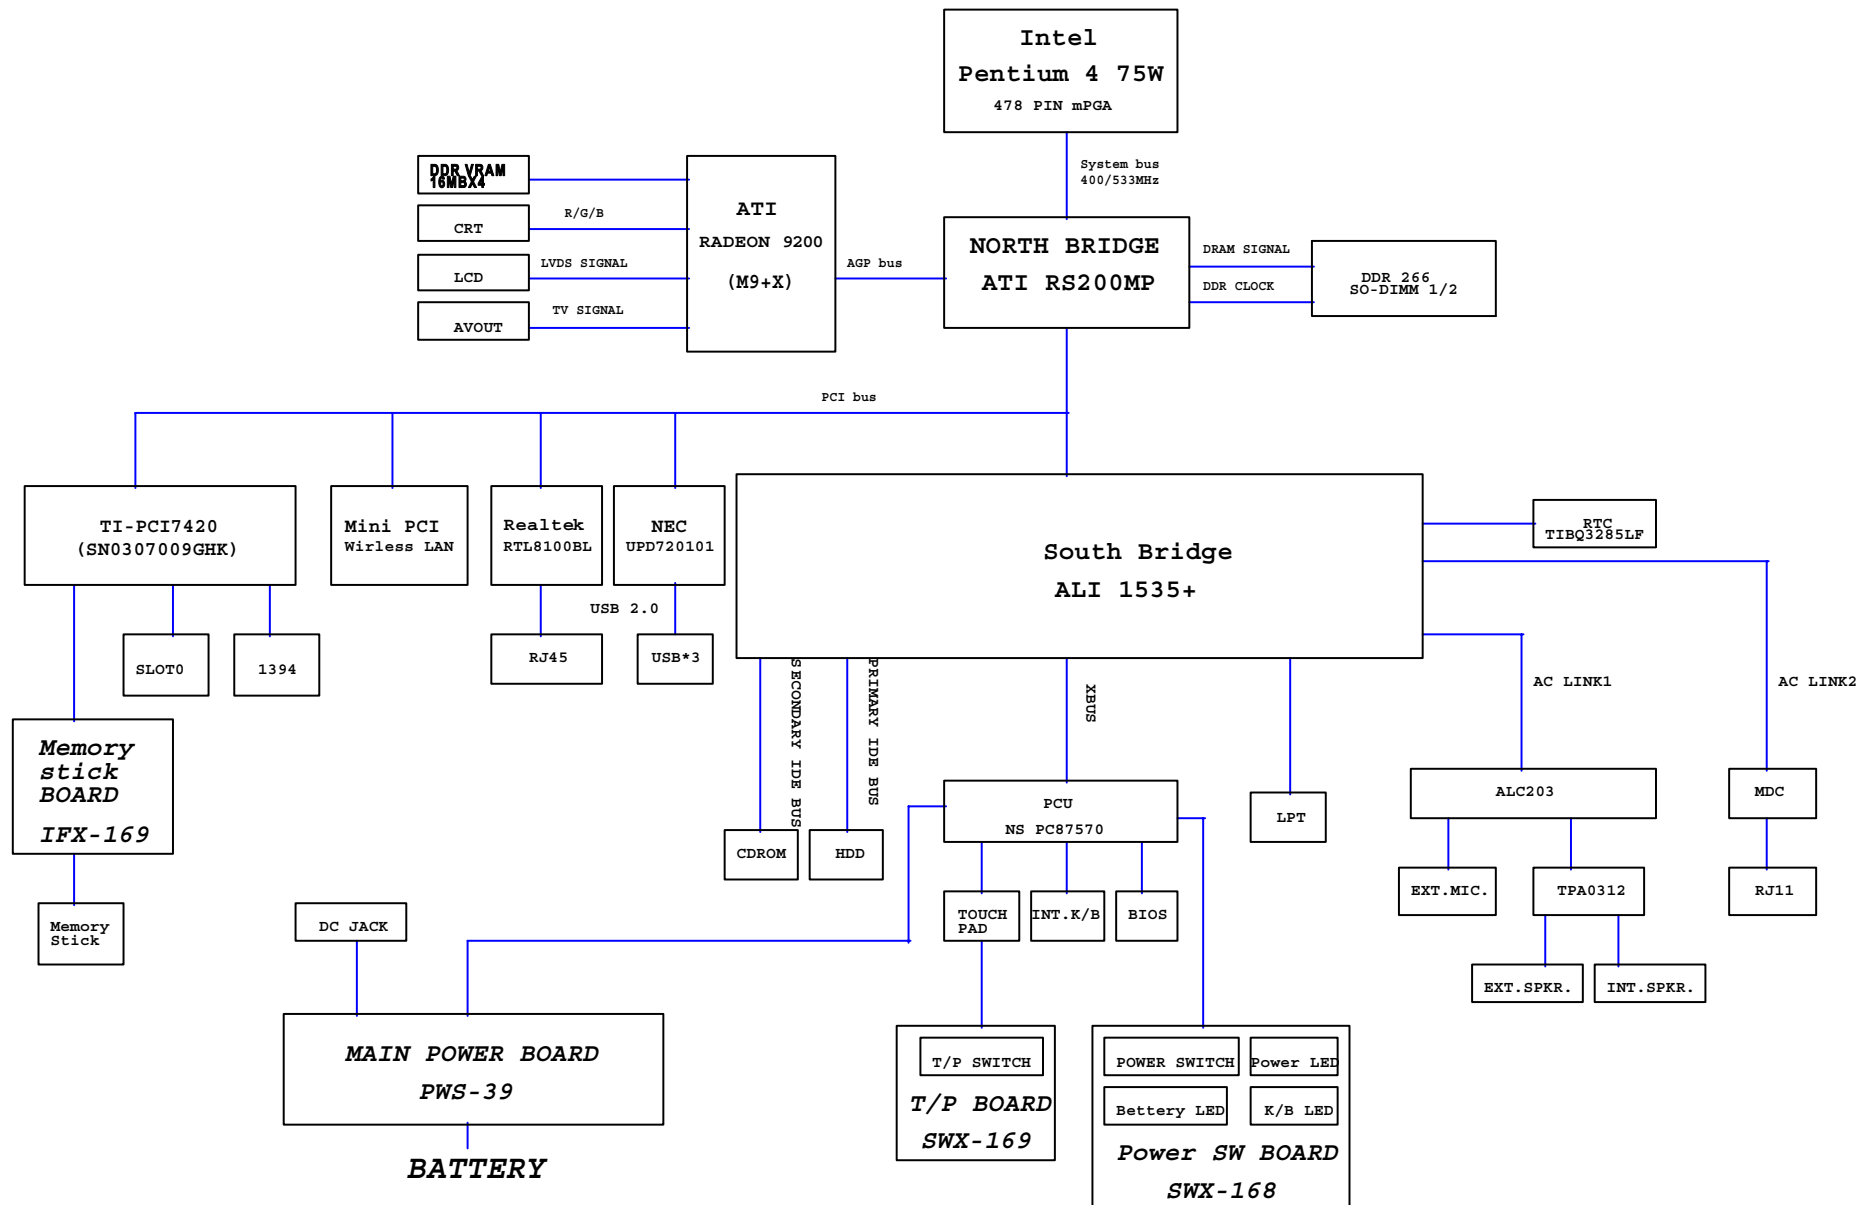 Intel
Pentium 4 75W
478 PIN mPGA
System bus
400/533MHz
DDR VRAM
16MBX4
CRT
LCD
AVOUT
R/G/B
LVDS SIGNAL
TV SIGNAL
ATI
RADEON 9200
(M9+X)
AGP bus
NORTH BRIDGE
ATI RS200MP
DRAM SIGNAL
DDR CLOCK
DDR 266
SO-DIMM 1/2
PCI bus
TI-PCI7420
(SN0307009GHK)
Mini PCI
Wirless LAN
Realtek
RTL8100BL
NEC
UPD720101
South Bridge
ALI 1535+
RTC
TIBQ3285LF
USB 2.0
SLOT0
1394
RJ45
USB*3
SECONDARY IDE BUS
PRIMARY IDE BUS
XBUS
AC LINK1
AC LINK2
Memory
stick
BOARD
IFX-169
Memory
Stick
CDROM
HDD
PCU
NS PC87570
LPT
ALC203
MDC
EXT.MIC.
TPA0312
RJ11
EXT.SPKR.
INT.SPKR.
TOUCH
PAD
INT.K/B
BIOS
DC JACK
MAIN POWER BOARD
PWS-39
BATTERY
T/P SWITCH
T/P BOARD
SWX-169
POWER SWITCH
Power LED
Bettery LED
K/B LED
Power SW BOARD
SWX-168